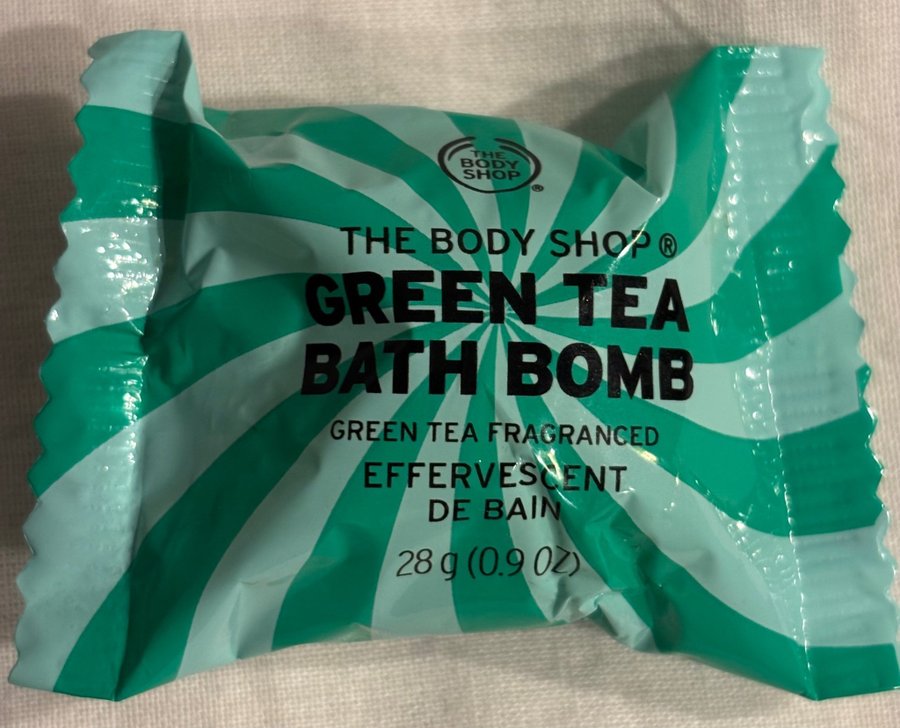 THE
BODY
SHOP
®
THE BODY SHOP ®
GREEN TEA
BATH BOMB
GREEN TEA FRAGRANCED
EFFERVESCENT
DE BAIN
28 g (0.9 OZ)